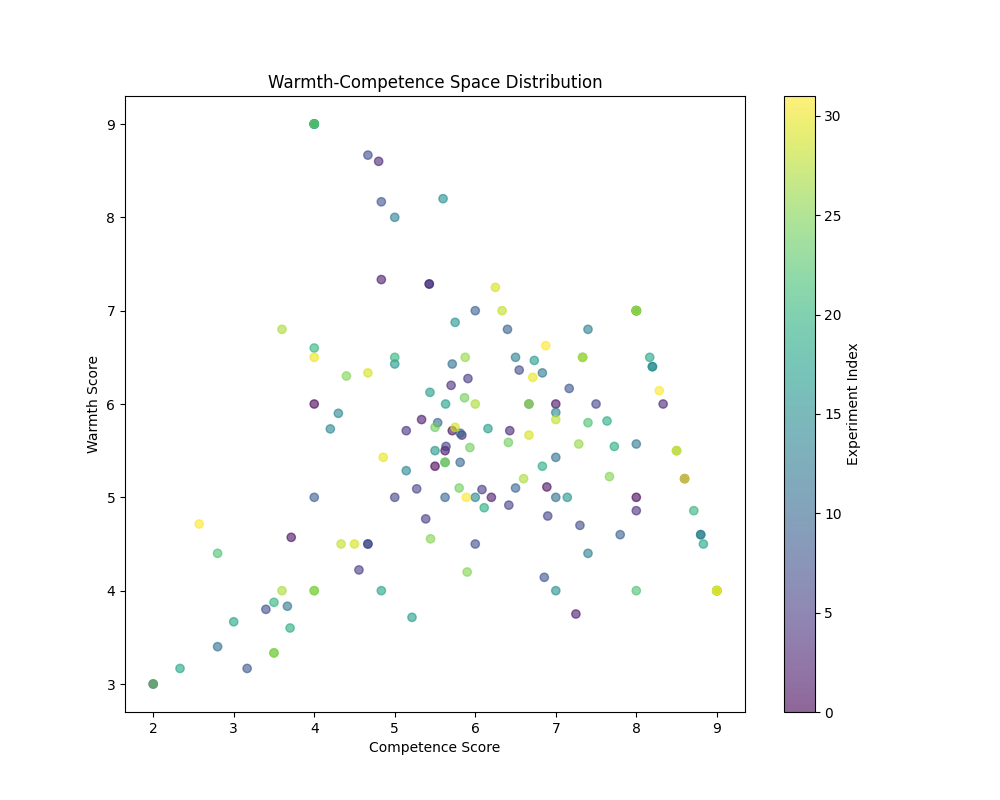 Warmth-Competence Space Distribution
9
8
7
6
5
4
3
Warmth Score
2 3 4 5 6 7 8 9
Competence Score
30
25
20
15
10
5
0
Experiment Index